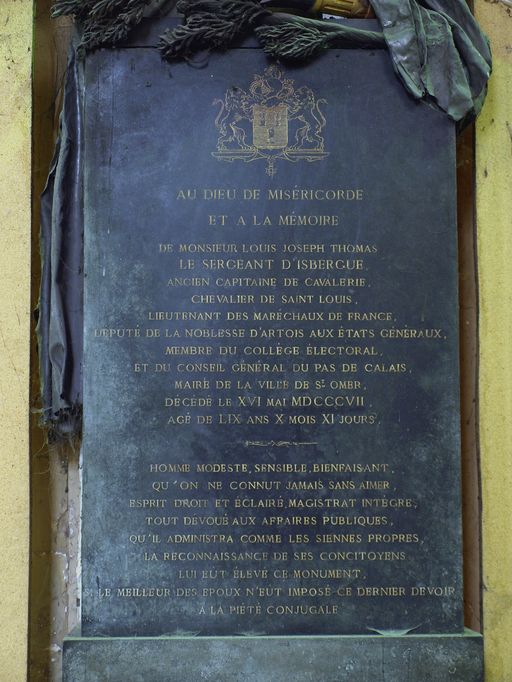 AU DIEU DE MISÉRICORDE
ET A LA MÉMOIRE
DE MONSIEUR LOUIS JOSEPH THOMAS
LE SERGEANT D'ISBERGUE
ANCIEN CAPITAINE DE CAVALERIE,
CHEVALIER DE SAINT LOUIS,
LIEUTENANT DES MARÉCHAUX DE FRANCE,
DÉPUTÉ DE LA NOBLESSE D'ARTOIS AUX ÉTATS GÉNÉRAUX,
MEMBRE DU COLLÉGE ÉLECTORAL,
ET DU CONSEIL GÉNÉRAL DU PAS DE CALAIS,
MAIRE DE LA VILLE DE ST OMER,
DÉCÉDÉ LE XVI MAI MDCCCVII,
AGÉ DE LIX ANS X MOIS XI JOURS
HOMME MODESTE, SENSIBLE, BIENFAISANT,
QU'ON NE CONNUT JAMAIS SANS AIMER,
ESPRIT DROIT ET ÉCLAIRÉ, MAGISTRAT INTÈGRE,
TOUT DEVOUÉ AUX AFFAIRES PUBLIQUES,
QU'IL ADMINISTRA COMME LES SIENNES PROPRES,
LA RECONNAISSANCE DE SES CONCITOYENS
LUI EUT ÉLEVÉ CE MONUMENT,
SI LE MEILLEUR DES EPOUX N'EUT IMPOSÉ CE DERNIER DEVOIR
A LA PIÉTÉ CONJUGALE